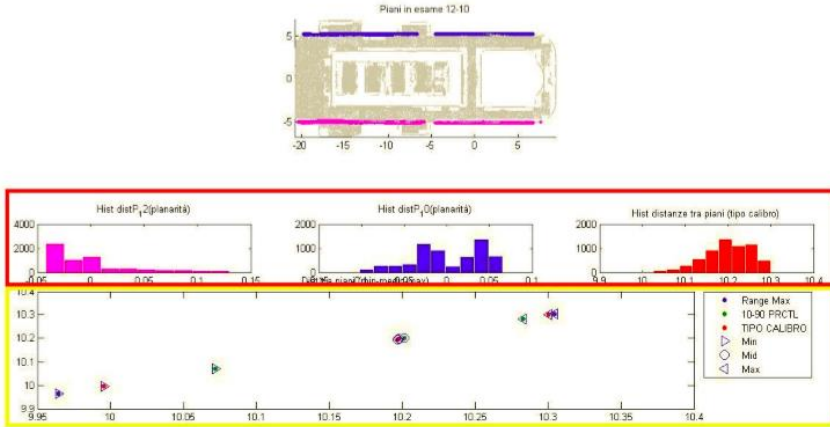 Piani in esame 12-10
5
0
-5
-20 -15 -10 -5 0 5
Hist distP_12(planarità)
Hist distP_10(planarità)
Hist distanze tra piani (tipo calibro)
4000 2000 2000
2000 1000 1000
0 0 0
-0.05 0 0.05 0.1 0.15
0.05 0 0.05 0.1
9.9 10 10.1 10.2 10.3 10.4
10.4
10.3
10.2
10.1
10
9.9
9.95 10 10.05 10.1 10.15 10.2 10.25 10.3 10.35 10.4
Range Max
10-90 PRCTL
TIPO CALIBRO
Min
Mid
Max